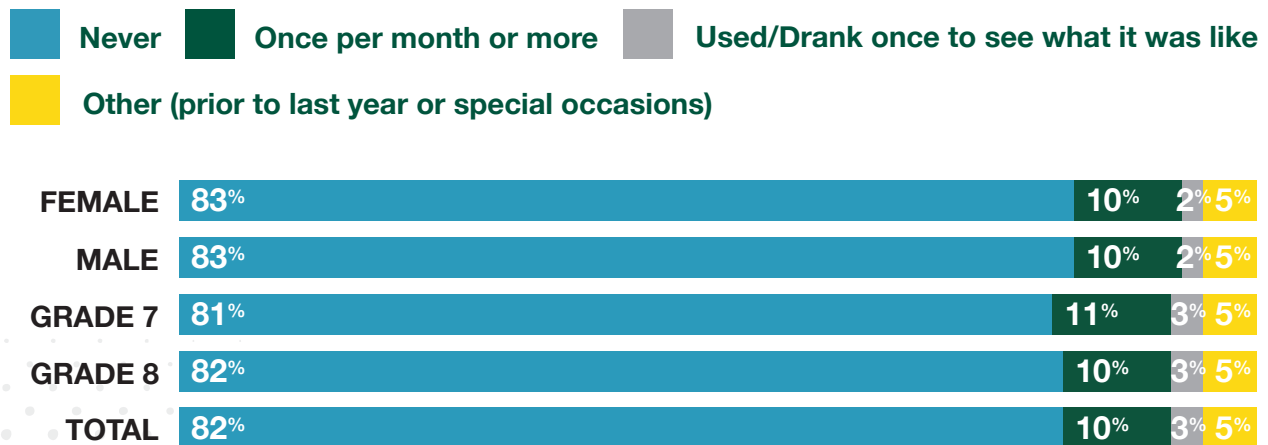 Never Once per month or more Used/Drank once to see what it was like
Other (prior to last year or special occasions)
FEMALE 83% 10% 2% 5%
MALE 83% 10% 2% 5%
GRADE 7 81% 11% 3% 5%
GRADE 8 82% 10% 3% 5%
TOTAL 82% 10% 3% 5%